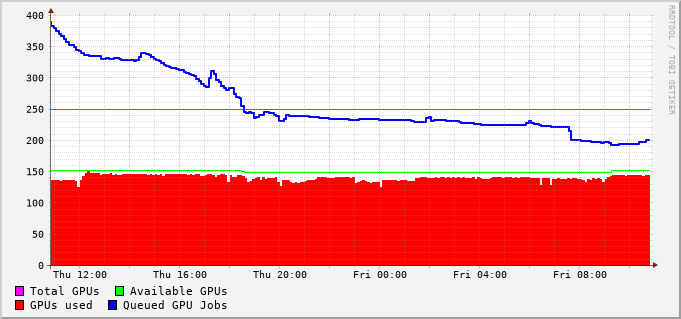 400
350
300
250
200
150
100
50
0
Thu 12:00 Thu 16:00 Thu 20:00 Fri 00:00 Fri 04:00 Fri 08:00
Total GPUs Available GPUs
GPUs used Queued GPU Jobs
RRDTOOL / TOBI OETIKER